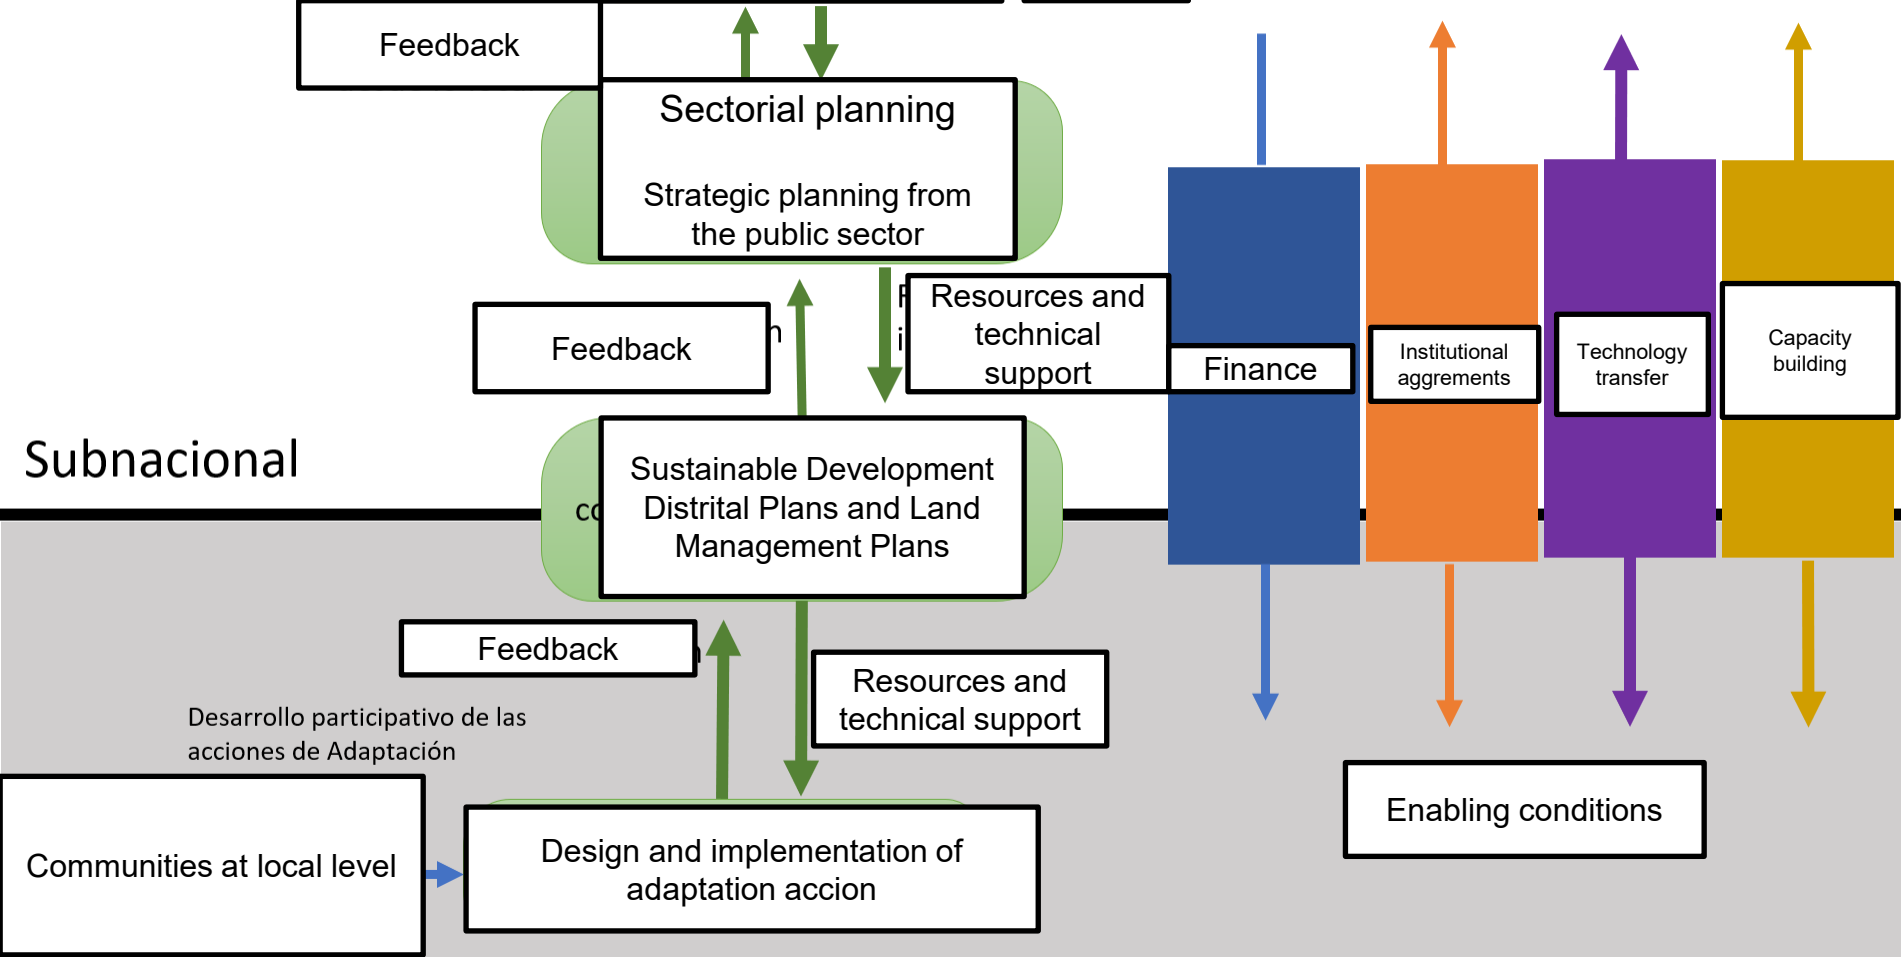 Feedback
Sectorial planning
Strategic planning from
the public sector
Resources and
technical
support
Feedback
Finance
Institutional
aggrements
Technology
transfer
Capacity
building
Subnacional
Sustainable Development
Distrital Plans and Land
Management Plans
Feedback
Resources and
technical support
Desarrollo participativo de las
acciones de Adaptación
Communities at local level
Design and implementation of
adaptation accion
Enabling conditions